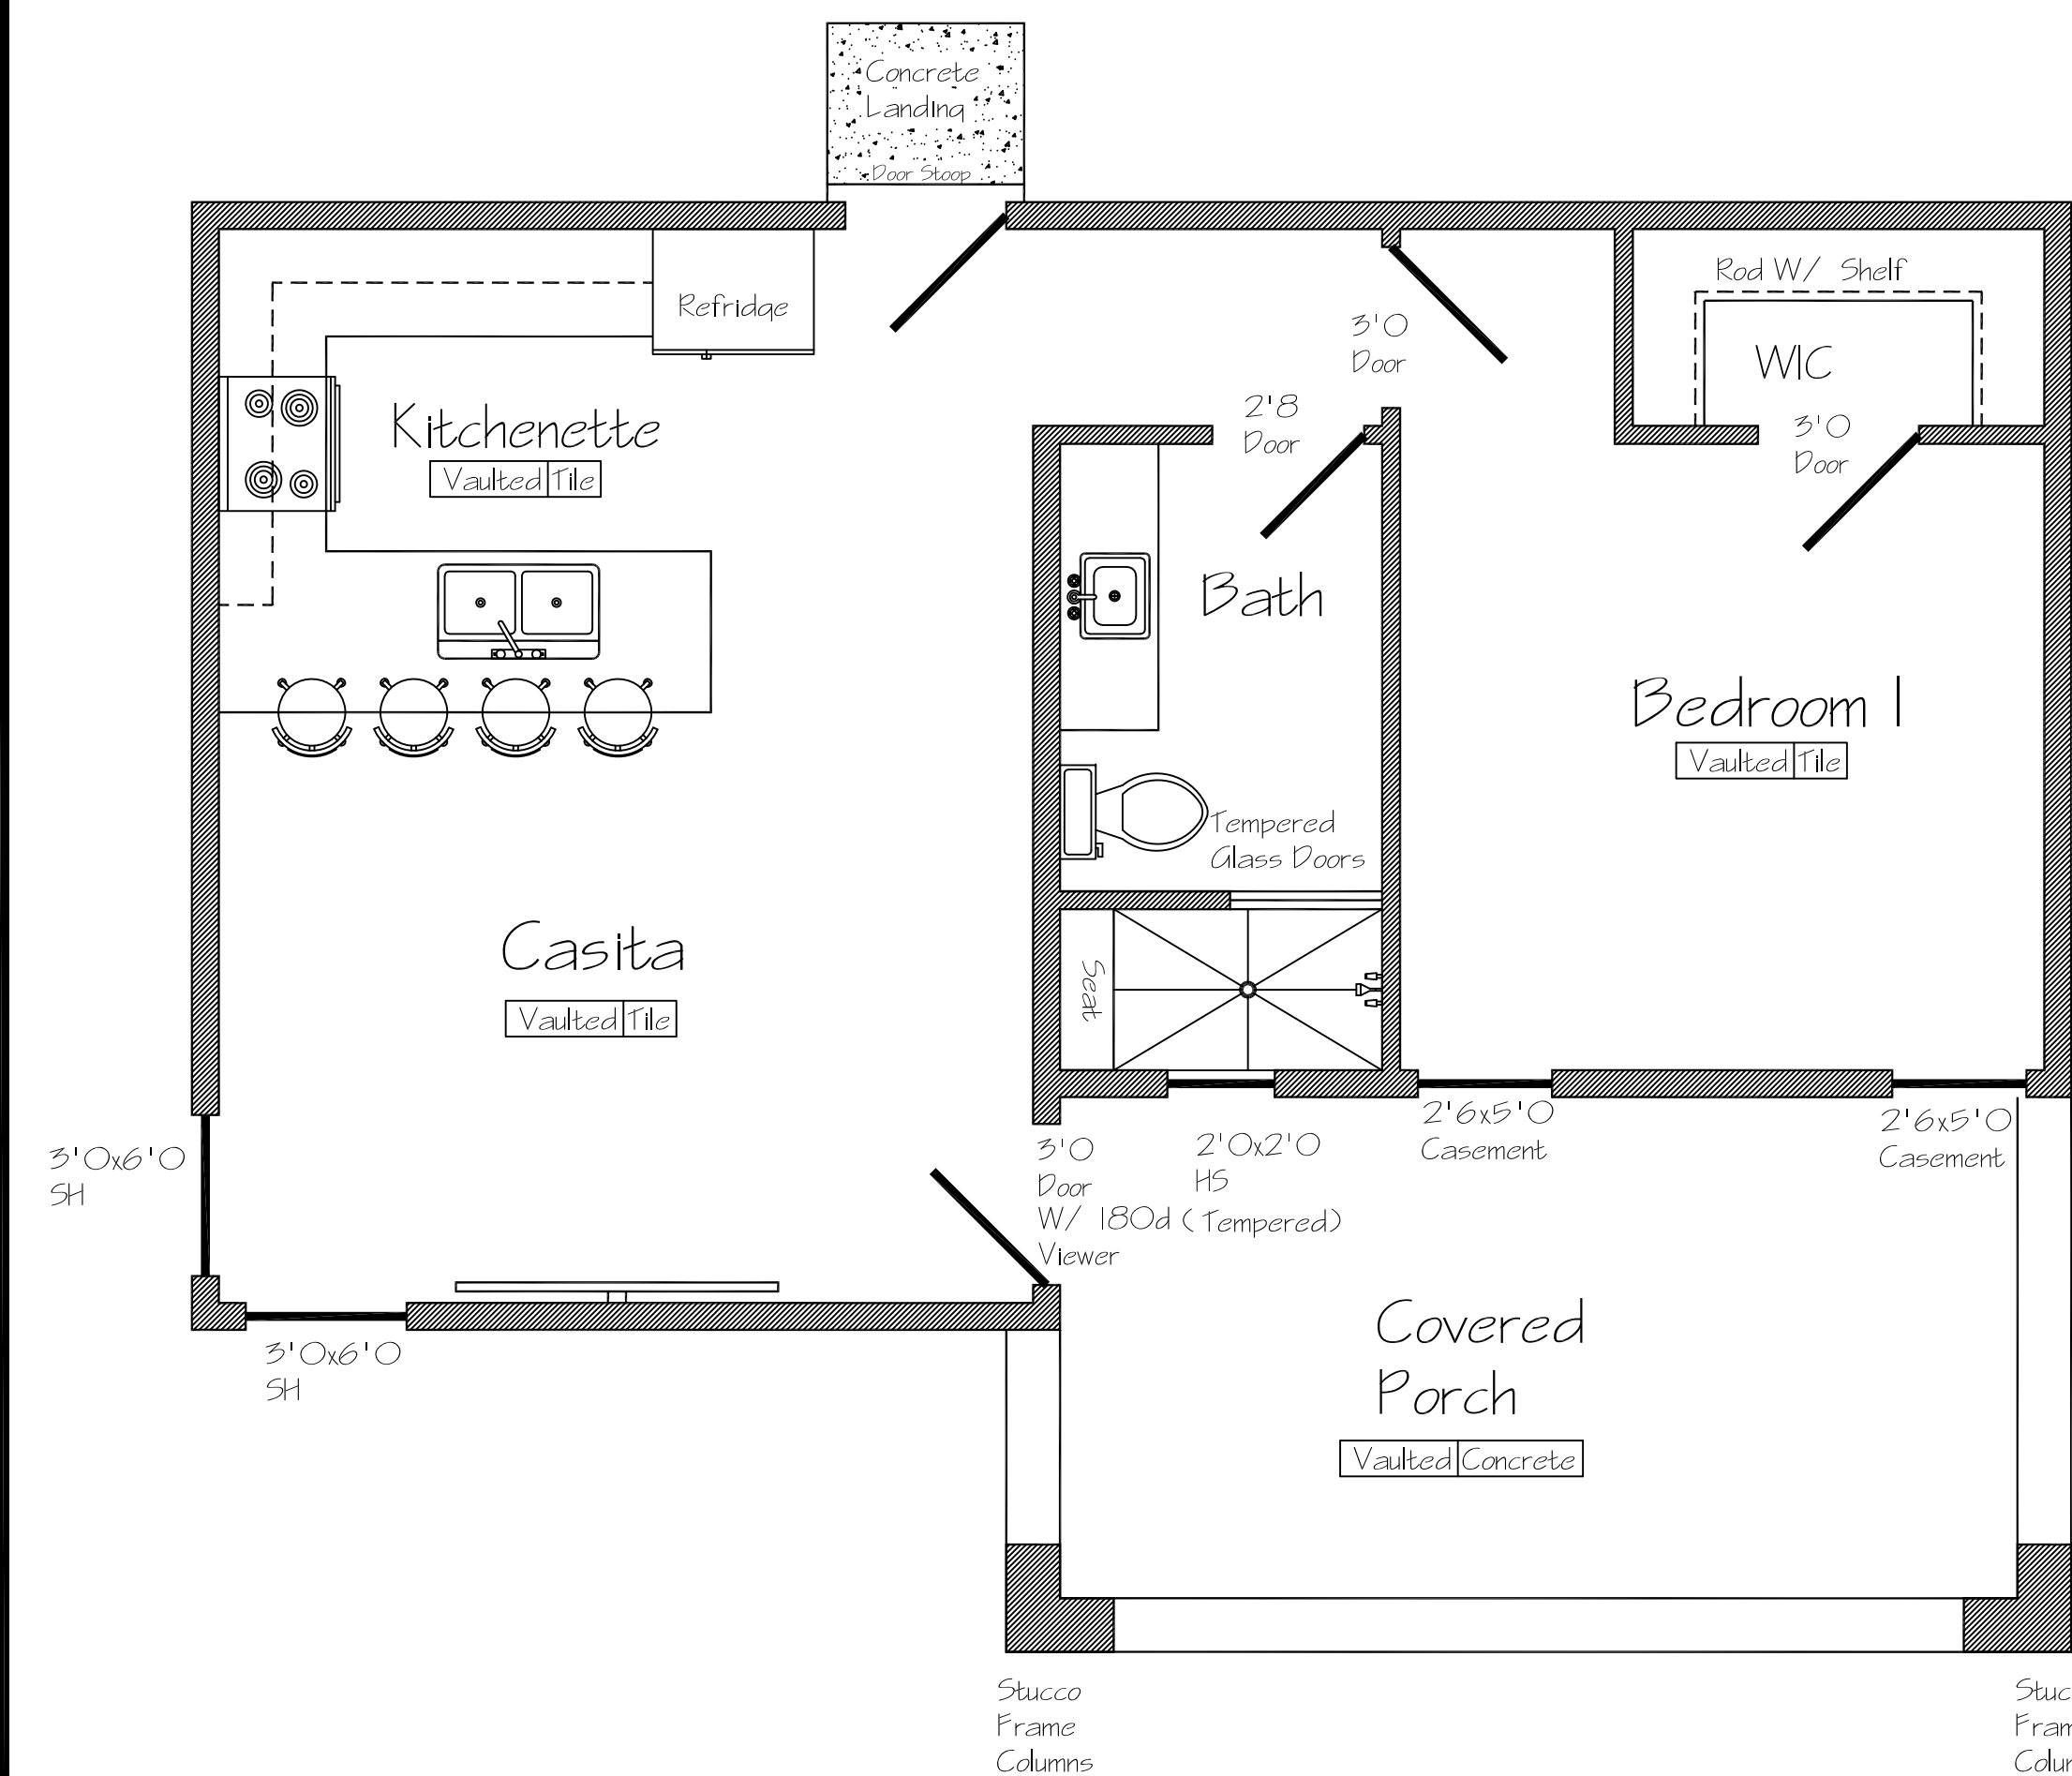 Concrete
Landing
Door Stoop
Refridge
Rod W/ Shelf
WIC
3'0
Door
3'0
Door
2'8
Door
Kitchenette
Vaulted Tile
Bath
Bedroom 1
Vaulted Tile
Tempered
Glass Doors
Casita
Vaulted Tile
Seat
3'0x6'0
SH
3'0
Door
W/ 180d
Viewer
2'0x2'0
HS
(Tempered)
2'6x5'0
Casement
2'6x5'0
Casement
3'0x6'0
SH
Covered
Porch
Vaulted Concrete
Stucco
Frame
Columns
Stuc
Fram
Colu